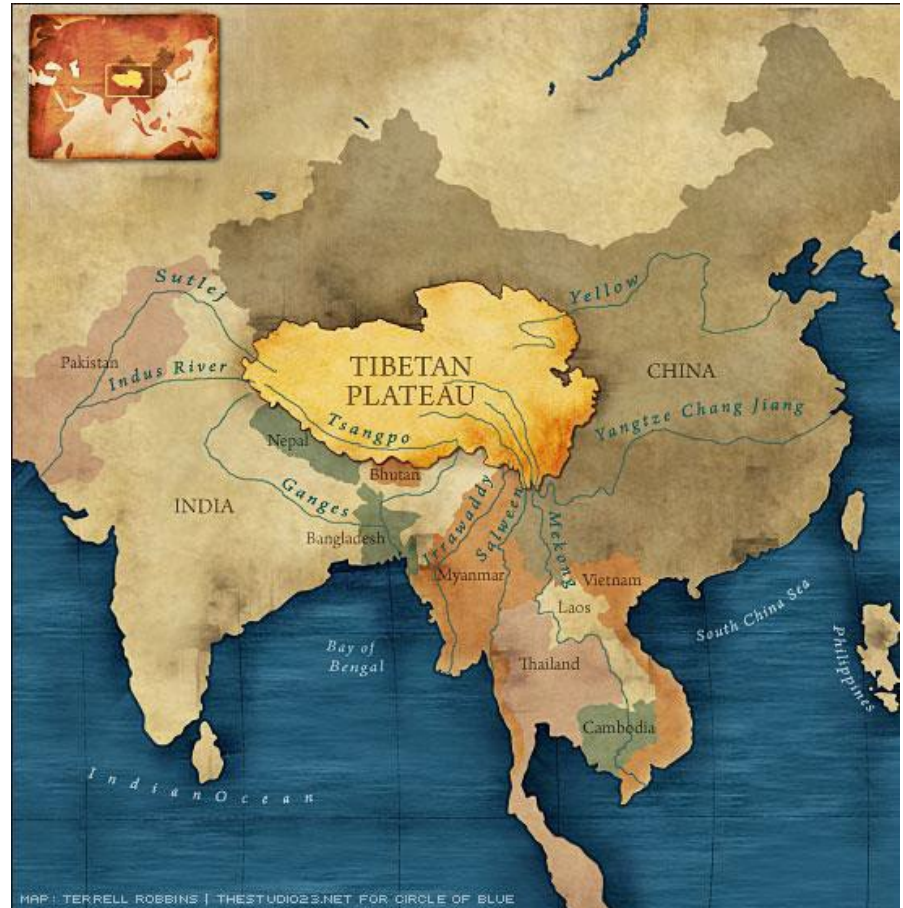 Sutlej
Yellow
Pakistan
Indus River
TIBETAN
PLATEAU
CHINA
Tsangpo
Yangtze Chang Jiang
Nepal
Bhutan
Ganges
INDIA
Bangladesh
Irrawaddy
Salween
Mekong
Myanmar
Vietnam
Laos
South China Sea
Philippines
Bay of
Bengal
Thailand
Cambodia
Indian Ocean
MAP: TERRELL ROBBINS | THESTUDIO23.NET FOR CIRCLE OF BLUE